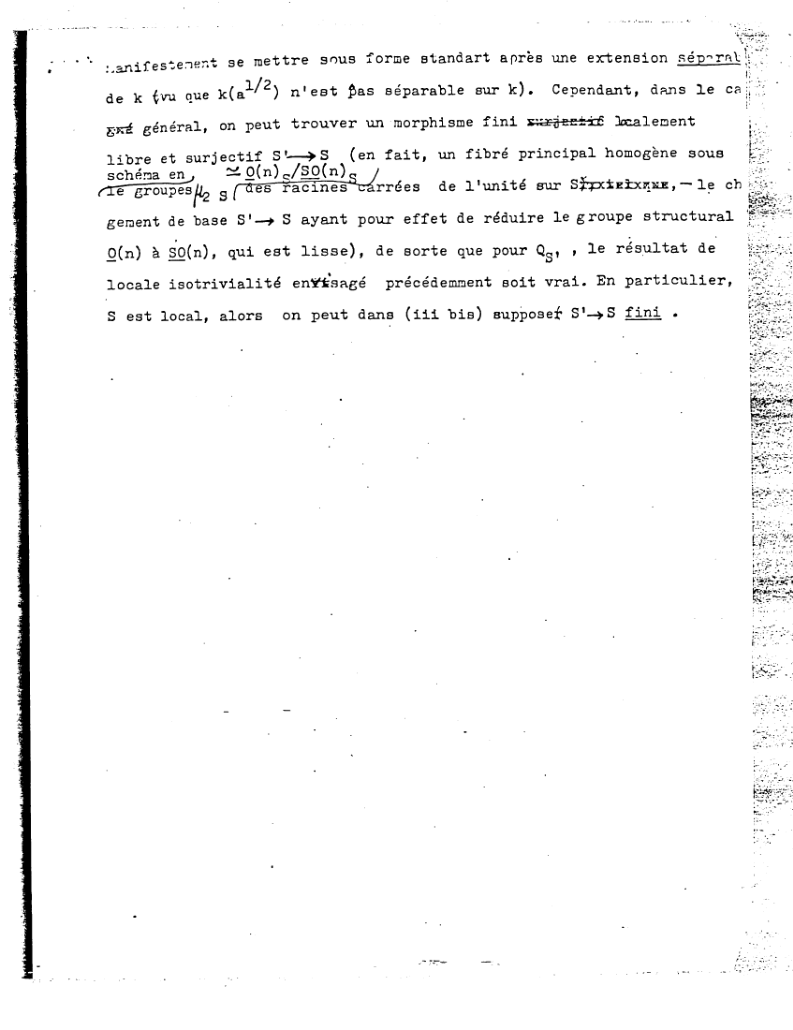 manifestement se mettre sous forme standart après une extension séparal
de k (vu que k(a^1/2) n'est pas séparable sur k). Cependant, dans le ca
général, on peut trouver un morphisme fini localement
libre et surjectif S'→S (en fait, un fibré principal homogène sous
schéma en ≃ O(n)_S/SO(n)_S
le groupes μ_2 S (des racines carrées de l'unité sur S, — le ch
gement de base S'→ S ayant pour effet de réduire le groupe structural
O(n) à SO(n), qui est lisse), de sorte que pour Q_S', , le résultat de
locale isotrivialité envisagé précédemment soit vrai. En particulier,
S est local, alors on peut dans (iii bis) supposer S'→S fini .